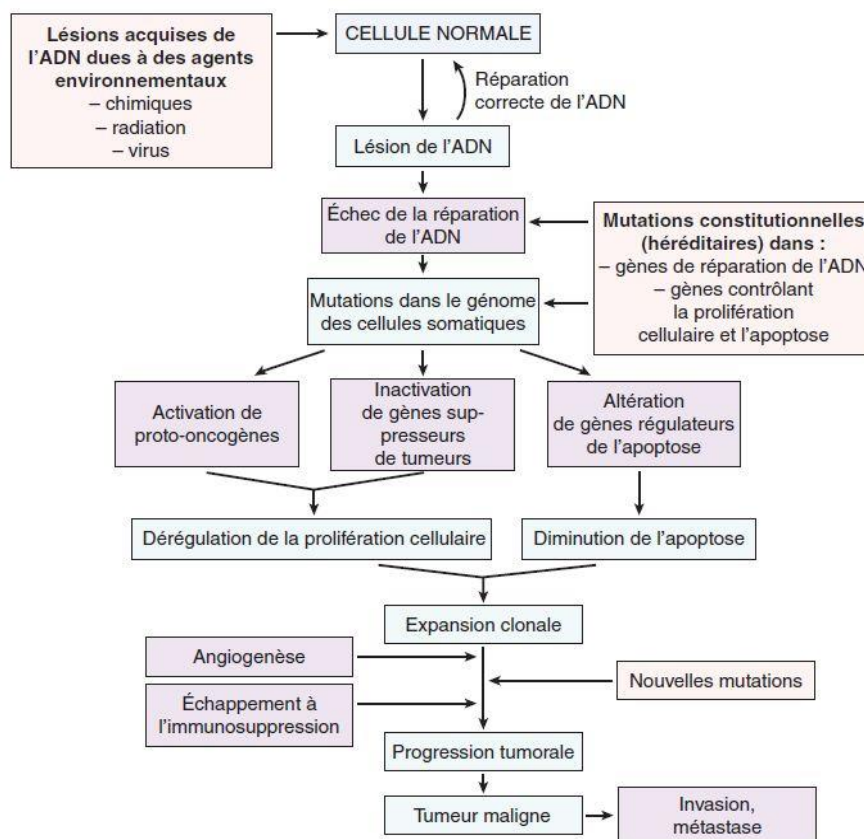 Lésions acquises de
l'ADN dues à des agents
environnementaux
– chimiques
– radiation
– virus
CELLULE NORMALE
Réparation
correcte de l'ADN
Lésion de l'ADN
Échec de la réparation
de l'ADN
Mutations constitutionnelles
(héréditaires) dans :
– gènes de réparation de l'ADN
– gènes contrôlant
la prolifération
cellulaire et l'apoptose
Mutations dans le génome
des cellules somatiques
Activation de
proto-oncogènes
Inactivation
de gènes sup-
presseurs
de tumeurs
Altération
de gènes régulateurs
de l'apoptose
Dérégulation de la prolifération cellulaire
Diminution de l'apoptose
Expansion clonale
Angiogenèse
Nouvelles mutations
Échappement à
l'immunosuppression
Progression tumorale
Tumeur maligne
Invasion,
métastase